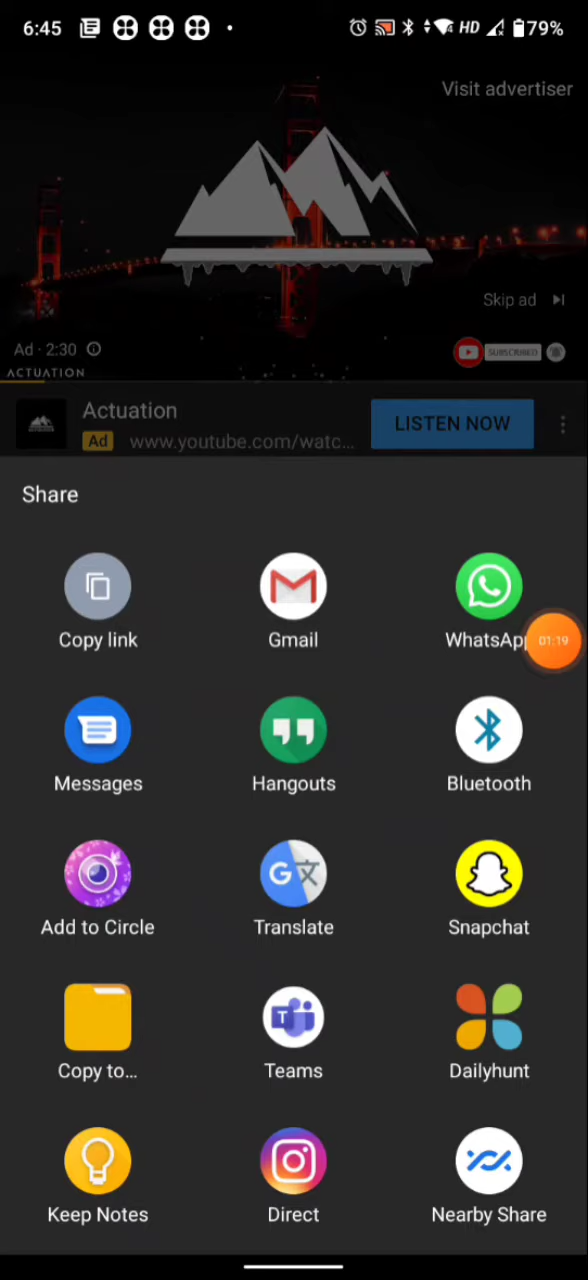 6:45
HD
79%
Visit advertiser
Skip ad
Ad · 2:30
SUBSCRIBED
ACTUATION
Actuation
LISTEN NOW
Ad www.youtube.com/watc...
Share
Copy link
Gmail
WhatsApp
01:19
Messages
Hangouts
Bluetooth
Add to Circle
Translate
Snapchat
Copy to...
Teams
Dailyhunt
Keep Notes
Direct
Nearby Share